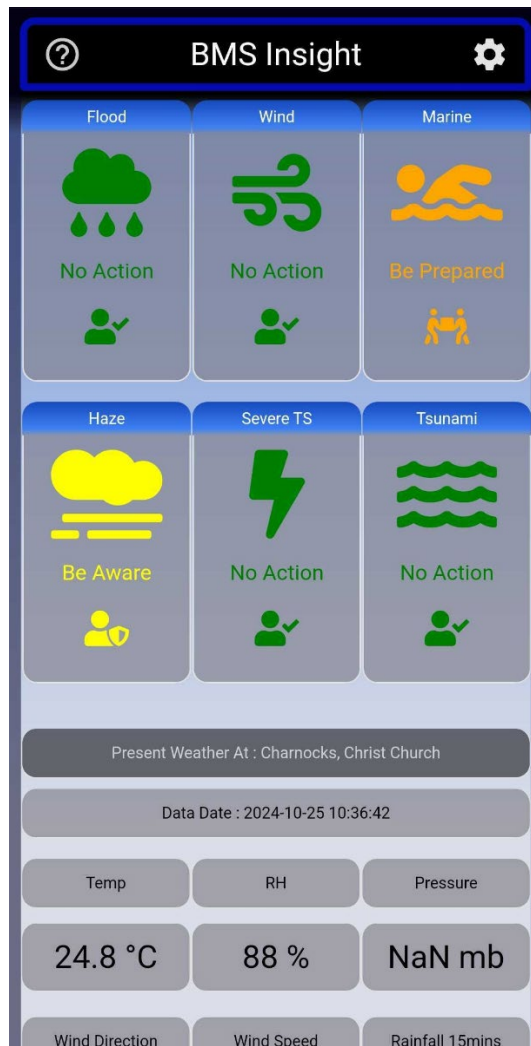 BMS Insight
Flood Wind Marine
No Action No Action Be Prepared
Haze Severe TS Tsunami
Be Aware No Action No Action
Present Weather At : Charnocks, Christ Church
Data Date : 2024-10-25 10:36:42
Temp RH Pressure
24.8 °C 88 % NaN mb
Wind Direction Wind Speed Rainfall 15mins